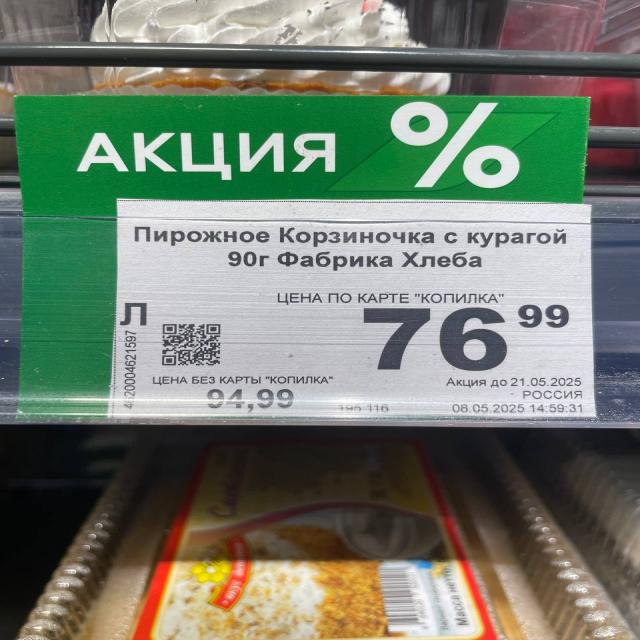 АКЦИЯ %
Пирожное Корзиночка с курагой
90г Фабрика Хлеба
ЦЕНА ПО КАРТЕ "КОПИЛКА"
76 99
Л
4620004621597
ЦЕНА БЕЗ КАРТЫ "КОПИЛКА"
94,99
195 116
Акция до 21.05.2025
РОССИЯ
08.05.2025 14:59:31